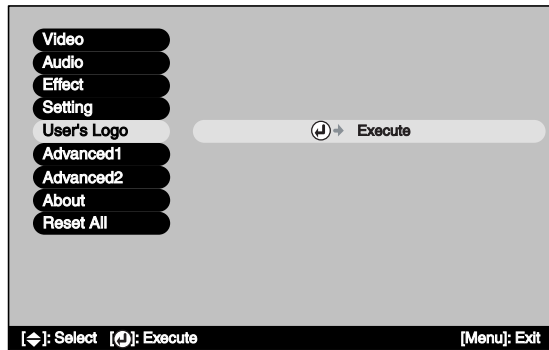 Video
Audio
Effect
Setting
User's Logo
Execute
Advanced1
Advanced2
About
Reset All
[ ]: Select [ ]: Execute [Menu]: Exit